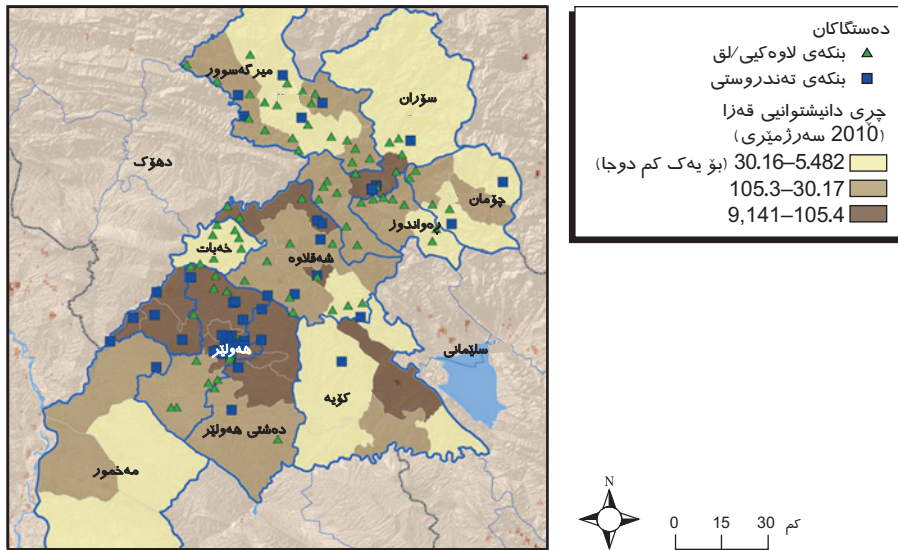 دەستگاکان
بنکەی لاوەکیی/لق
بنکەی تەندروستی
چڕی دانیشتوانیی قەزا
(2010 سەرژمێری)
30.16–5.482 (بۆ یەک کم دوجا)
105.3–30.17
9,141–105.4
میرگەسوور
سۆران
دهۆک
چۆمان
ڕەواندوز
خەبات
شەقلاوە
هەولێر
سلێمانی
کۆیە
دەشتی هەولێر
مەخمور
N
0 15 30 کم